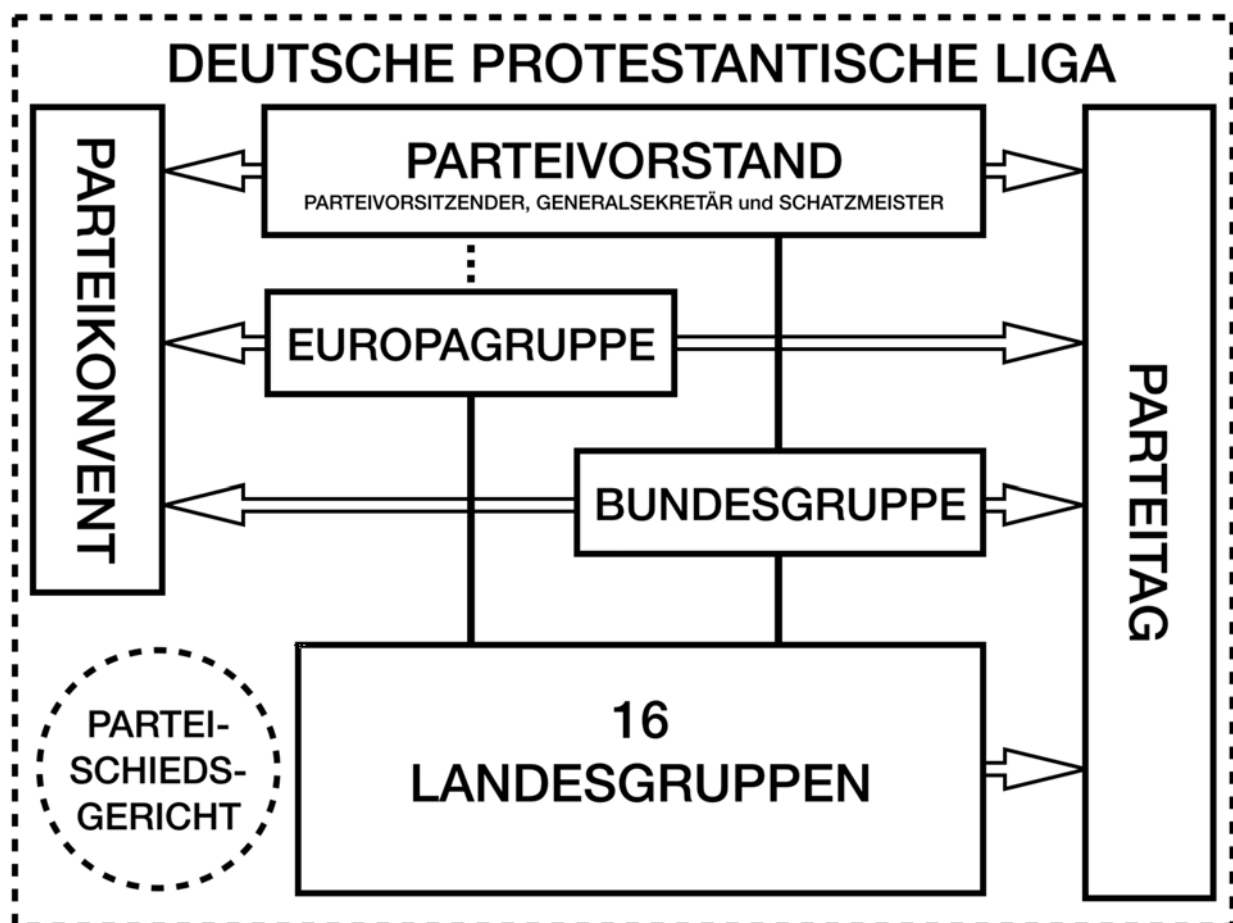 DEUTSCHE PROTESTANTISCHE LIGA
PARTEIKONVENT
PARTEIVORSTAND
PARTEIVORSITZENDER, GENERALSEKRETÄR und SCHATZMEISTER
EUROPAGRUPPE
BUNDESGRUPPE
PARTEITAG
16
LANDESGRUPPEN
PARTEI-
SCHIEDS-
GERICHT